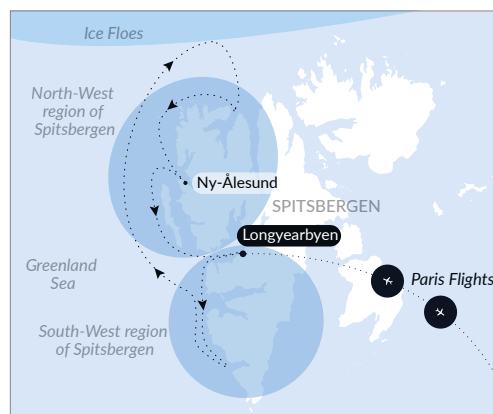 Ice Floes
North-West
region of
Spitsbergen
Ny-Ålesund
SPITSBERGEN
Longyearbyen
Greenland
Sea
Paris Flights
South-West region
of Spitsbergen